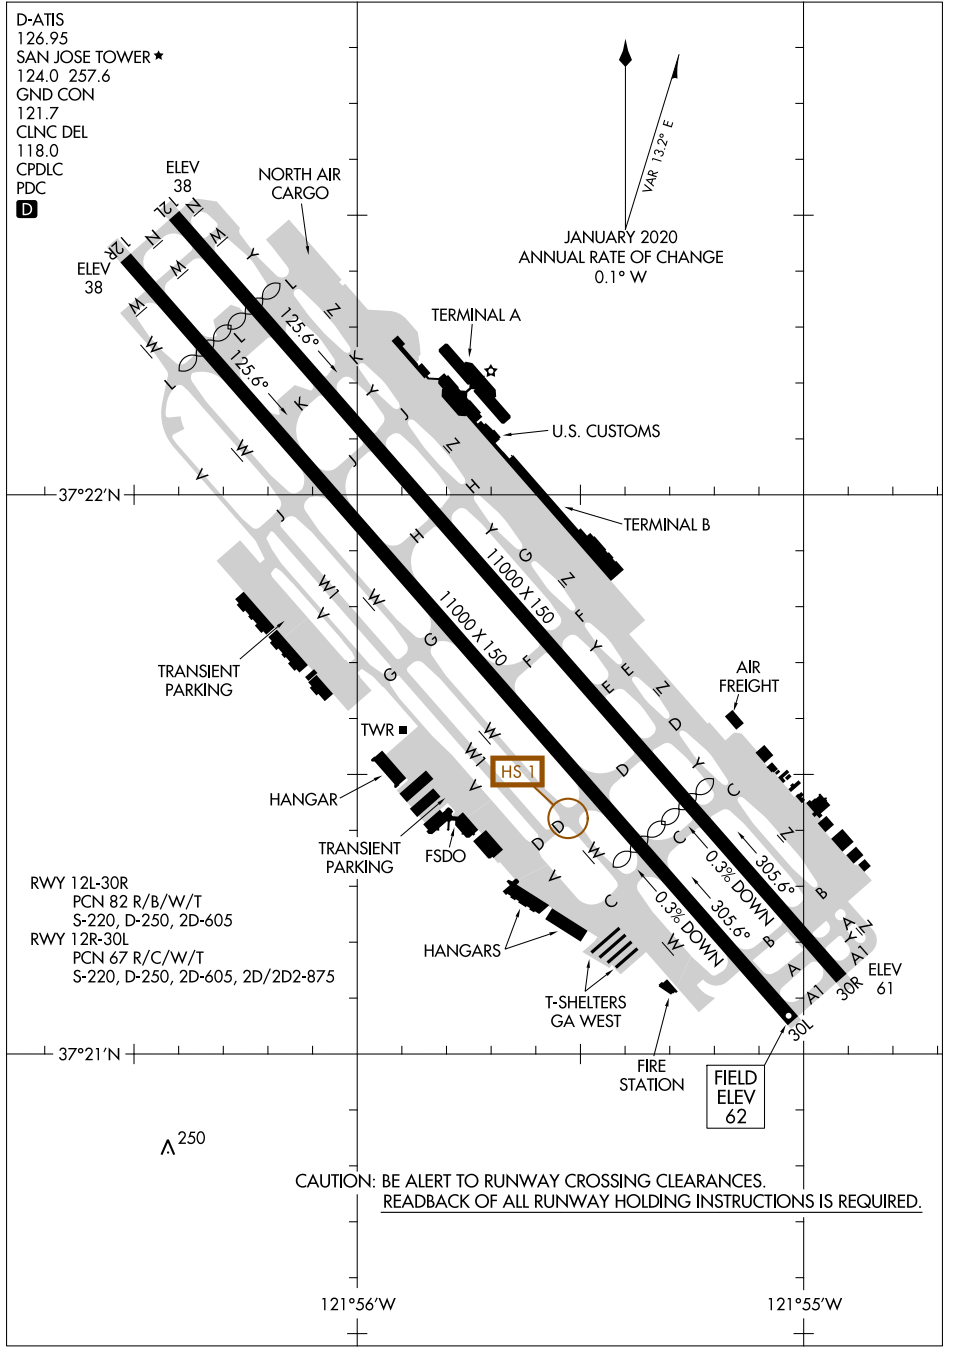 D-ATIS
126.95
SAN JOSE TOWER ★
124.0 257.6
GND CON
121.7
CLNC DEL
118.0
CPDLC
PDC
D
VAR 13.2° E
JANUARY 2020
ANNUAL RATE OF CHANGE
0.1° W
ELEV
38
12L
N
N
12R
ELEV
38
NORTH AIR
CARGO
W
W
W
W
Y
L
L
L
Z
125.6°
125.6°
TERMINAL A
K
K
Y
J
J
J
Z
U.S. CUSTOMS
W
V
37°22'N
H
H
Y
G
Z
TERMINAL B
11000 X 150
11000 X 150
W1
V
W
G
G
F
F
Y
E
E
Z
D
TRANSIENT
PARKING
AIR
FREIGHT
TWR
W
W1
V
HS 1
D
Y
C
Z
HANGAR
TRANSIENT
PARKING
FSDO
D
D
V
W
C
C
0.3% DOWN
305.6°
0.3% DOWN
305.6°
B
B
A
Z
Y
A1
A
A1
W
RWY 12L-30R
PCN 82 R/B/W/T
S-220, D-250, 2D-605
RWY 12R-30L
PCN 67 R/C/W/T
S-220, D-250, 2D-605, 2D/2D2-875
HANGARS
T-SHELTERS
GA WEST
30R
ELEV
61
30L
37°21'N
FIRE
STATION
FIELD
ELEV
62
250
CAUTION: BE ALERT TO RUNWAY CROSSING CLEARANCES.
READBACK OF ALL RUNWAY HOLDING INSTRUCTIONS IS REQUIRED.
121°56'W
121°55'W